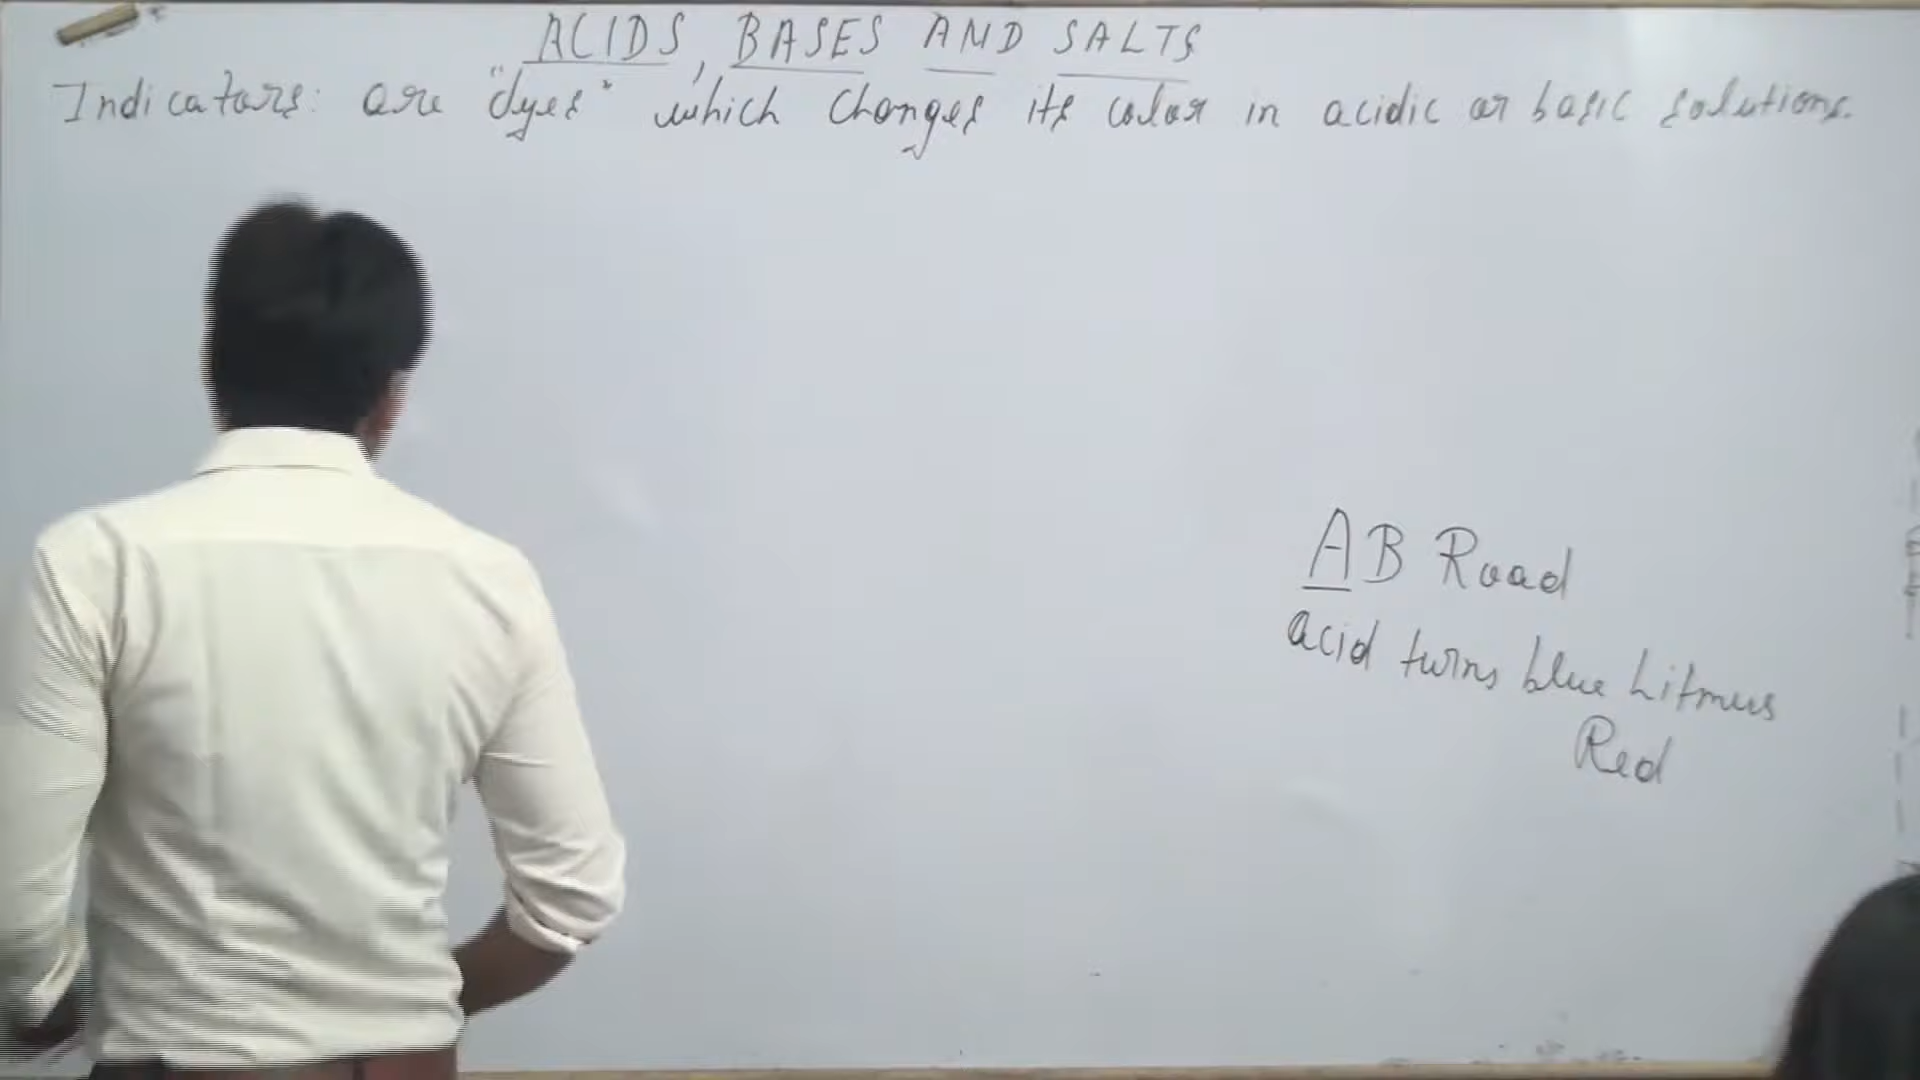 ACIDS, BASES AND SALTS
Indicators: are "dyes" which changes its color in acidic or basic solutions.
AB Road
acid turns blue Litmus
Red